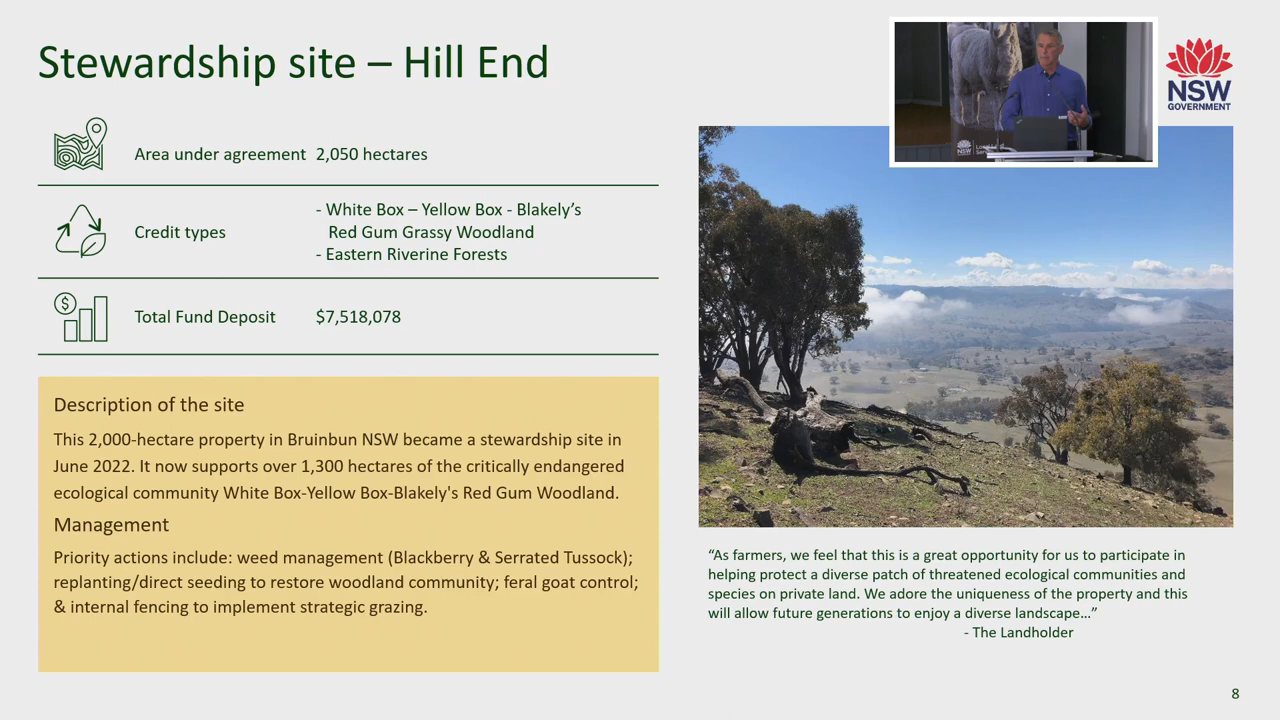 Stewardship site – Hill End
NSW
GOVERNMENT
Area under agreement 2,050 hectares
Credit types
- White Box – Yellow Box - Blakely’s
Red Gum Grassy Woodland
- Eastern Riverine Forests
$
Total Fund Deposit $7,518,078
Description of the site
This 2,000-hectare property in Bruinbun NSW became a stewardship site in
June 2022. It now supports over 1,300 hectares of the critically endangered
ecological community White Box-Yellow Box-Blakely's Red Gum Woodland.
Management
Priority actions include: weed management (Blackberry & Serrated Tussock);
replanting/direct seeding to restore woodland community; feral goat control;
& internal fencing to implement strategic grazing.
“As farmers, we feel that this is a great opportunity for us to participate in
helping protect a diverse patch of threatened ecological communities and
species on private land. We adore the uniqueness of the property and this
will allow future generations to enjoy a diverse landscape…”
- The Landholder
8